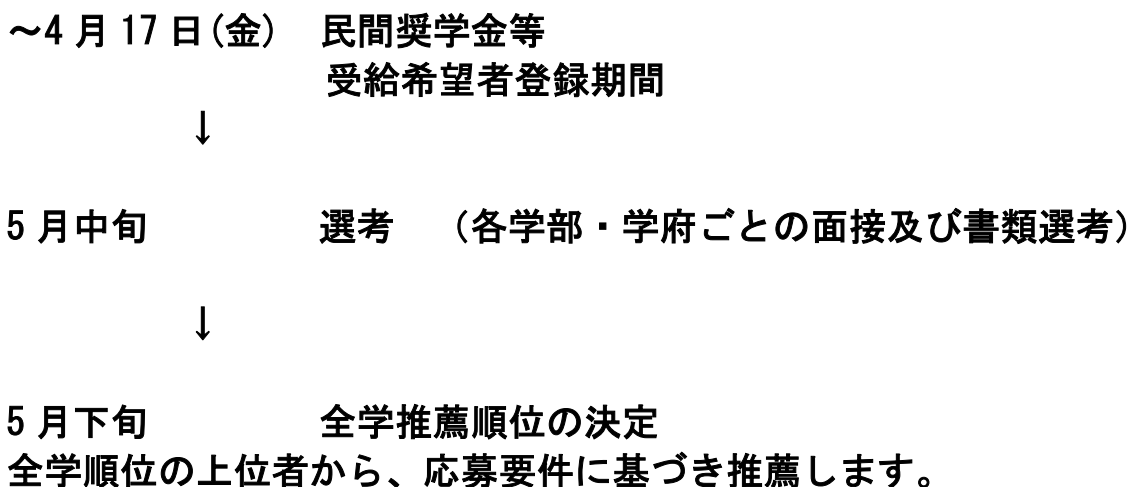 ～4月17日(金)　民間奨学金等
受給希望者登録期間
↓
5月中旬　選考　（各学部・学府ごとの面接及び書類選考）
↓
5月下旬　全学推薦順位の決定
全学順位の上位者から、応募要件に基づき推薦します。